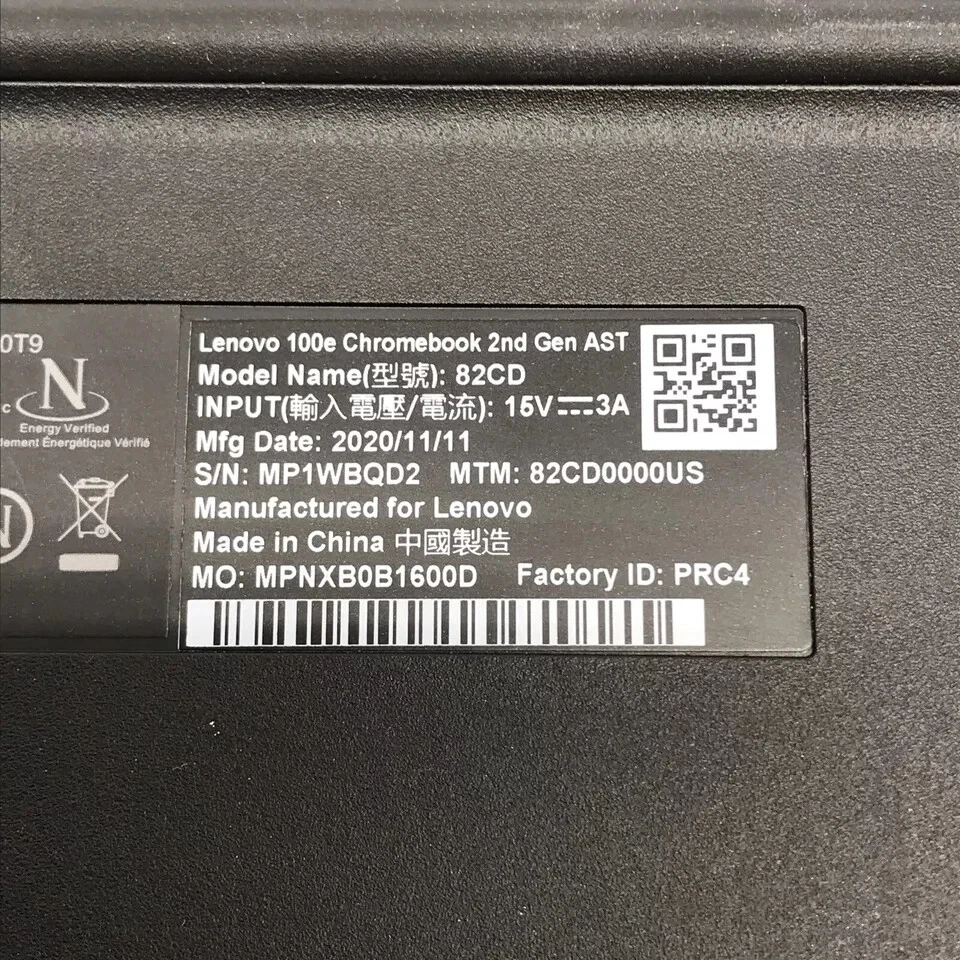 0T9
N
c
Energy Verified
lement Énergétique Vérifié
Lenovo 100e Chromebook 2nd Gen AST
Model Name(型號): 82CD
INPUT(輸入電壓/電流): 15V⎓3A
Mfg Date: 2020/11/11
S/N: MP1WBQD2 MTM: 82CD0000US
Manufactured for Lenovo
Made in China 中國製造
MO: MPNXB0B1600D Factory ID: PRC4